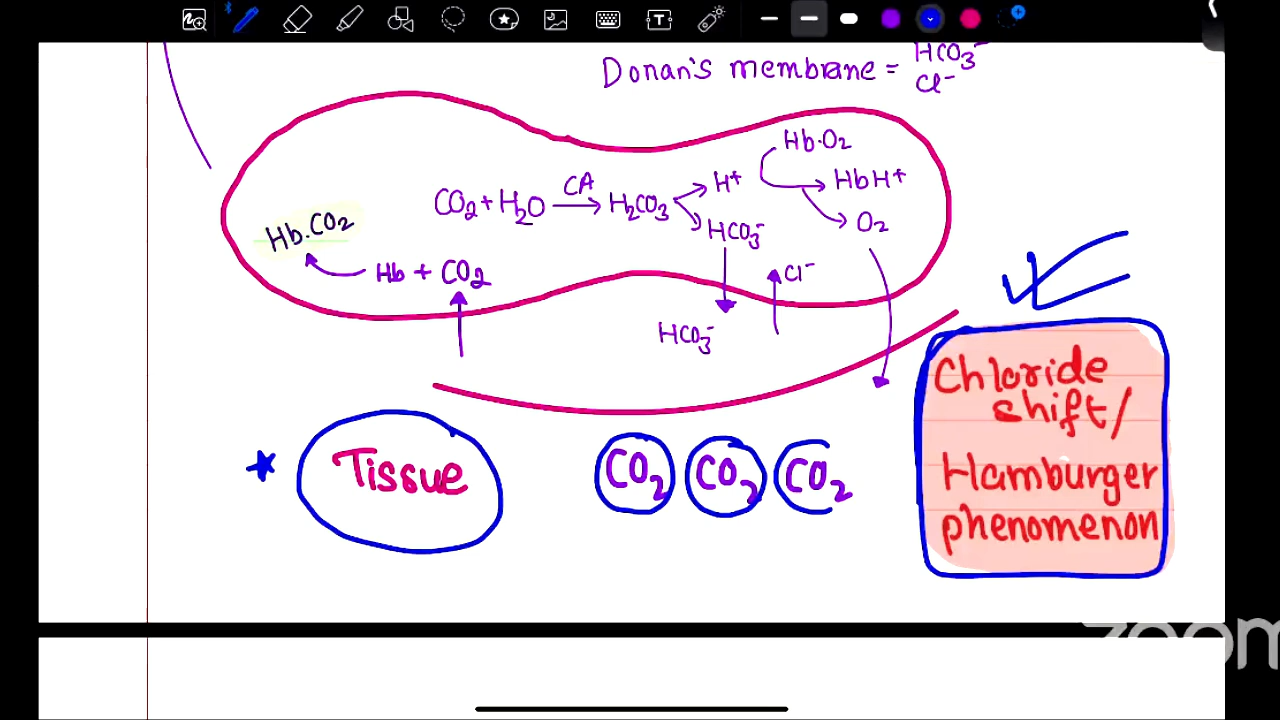 HCO3-
Donan's membrane =
Cl-
Hb·O2
H+
HbH+
CA
CO2+H2O → H2CO3
HCO3-
O2
Hb.CO2
Hb + CO2
Cl-
HCO3-
Chloride
shift/
Hamburger
phenomenon
* Tissue
CO2 CO2 CO2
zoom